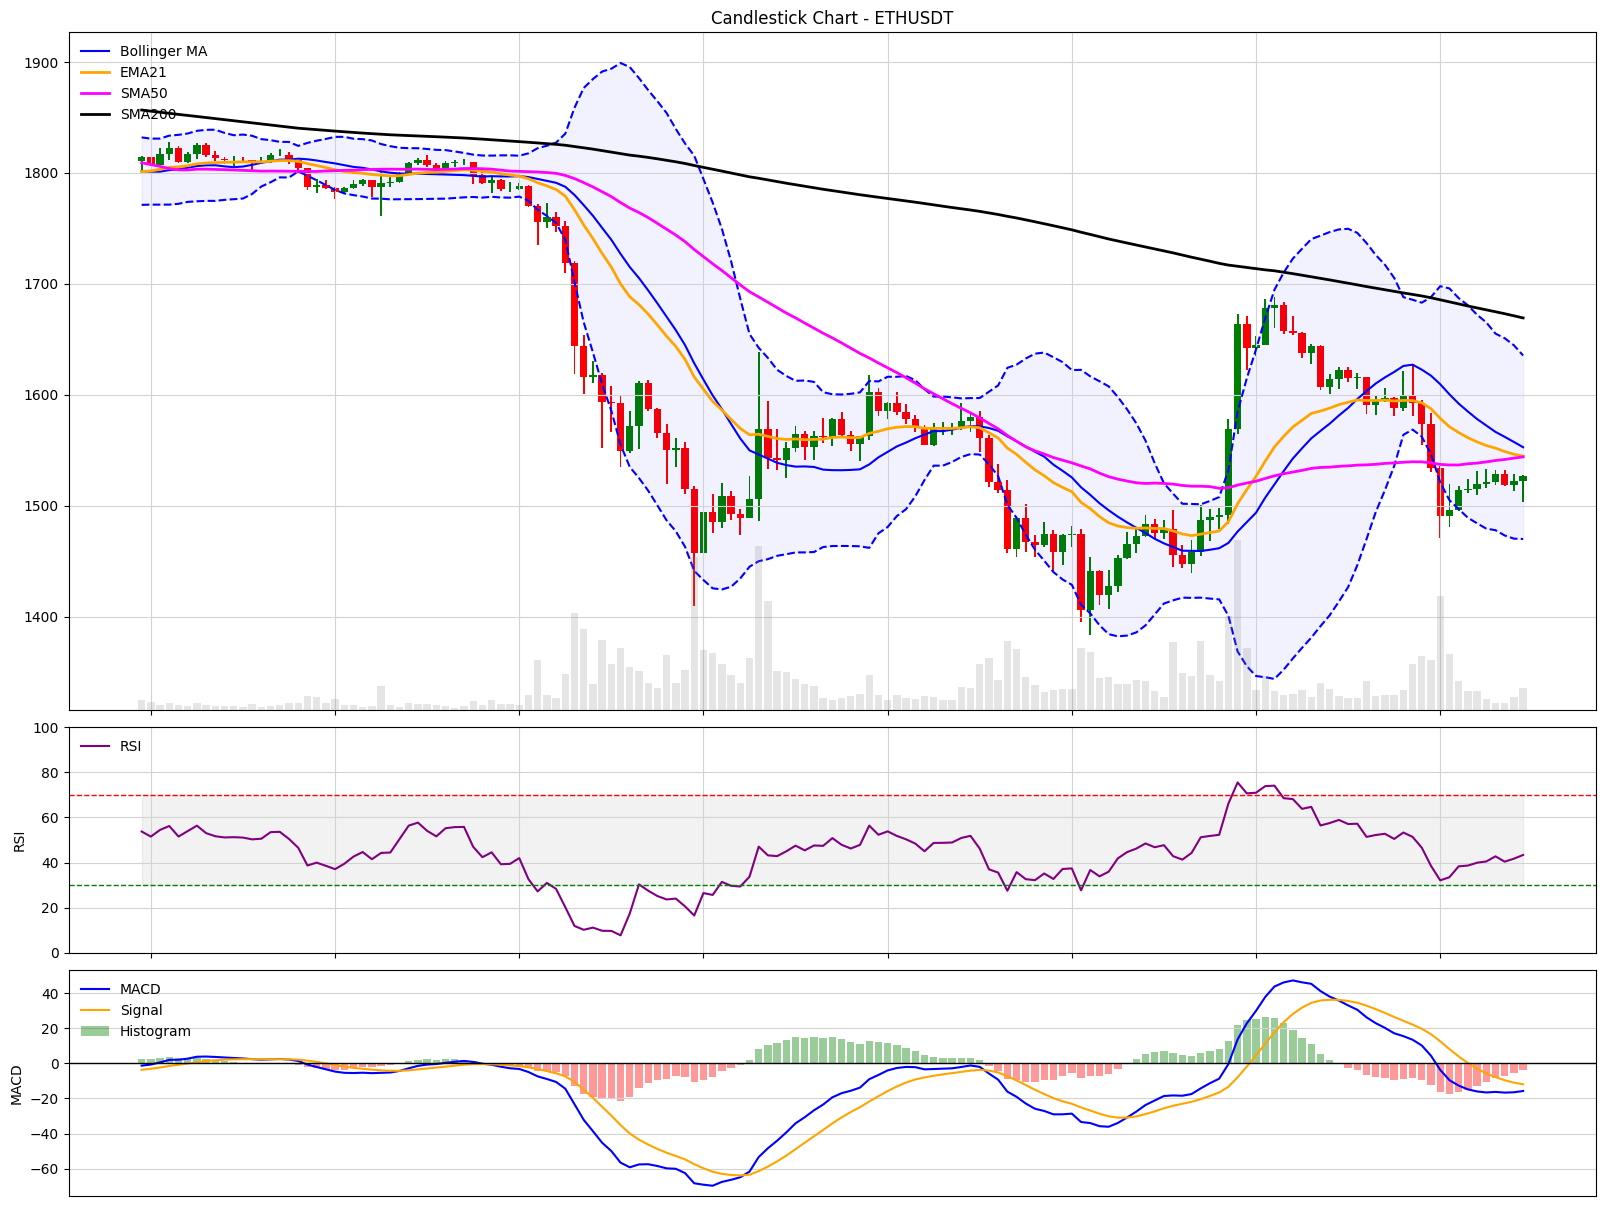 Candlestick Chart - ETHUSDT
Bollinger MA
EMA21
SMA50
SMA200
1900
1800
1700
1600
1500
1400
RSI
100
80
60
40
20
0
RSI
MACD
Signal
Histogram
40
20
0
−20
−40
−60
MACD